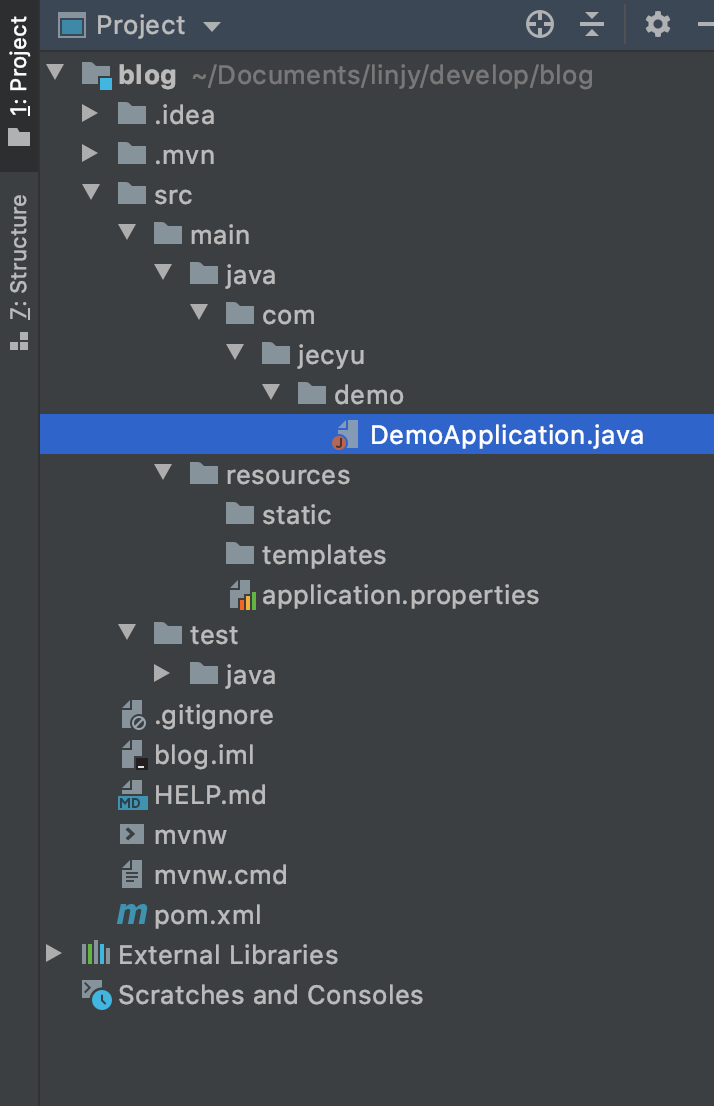 1: Project
7: Structure
Project
blog ~/Documents/linjy/develop/blog
.idea
.mvn
src
main
java
com
jecyu
demo
DemoApplication.java
resources
static
templates
application.properties
test
java
.gitignore
blog.iml
MD HELP.md
mvnw
mvnw.cmd
m pom.xml
External Libraries
Scratches and Consoles